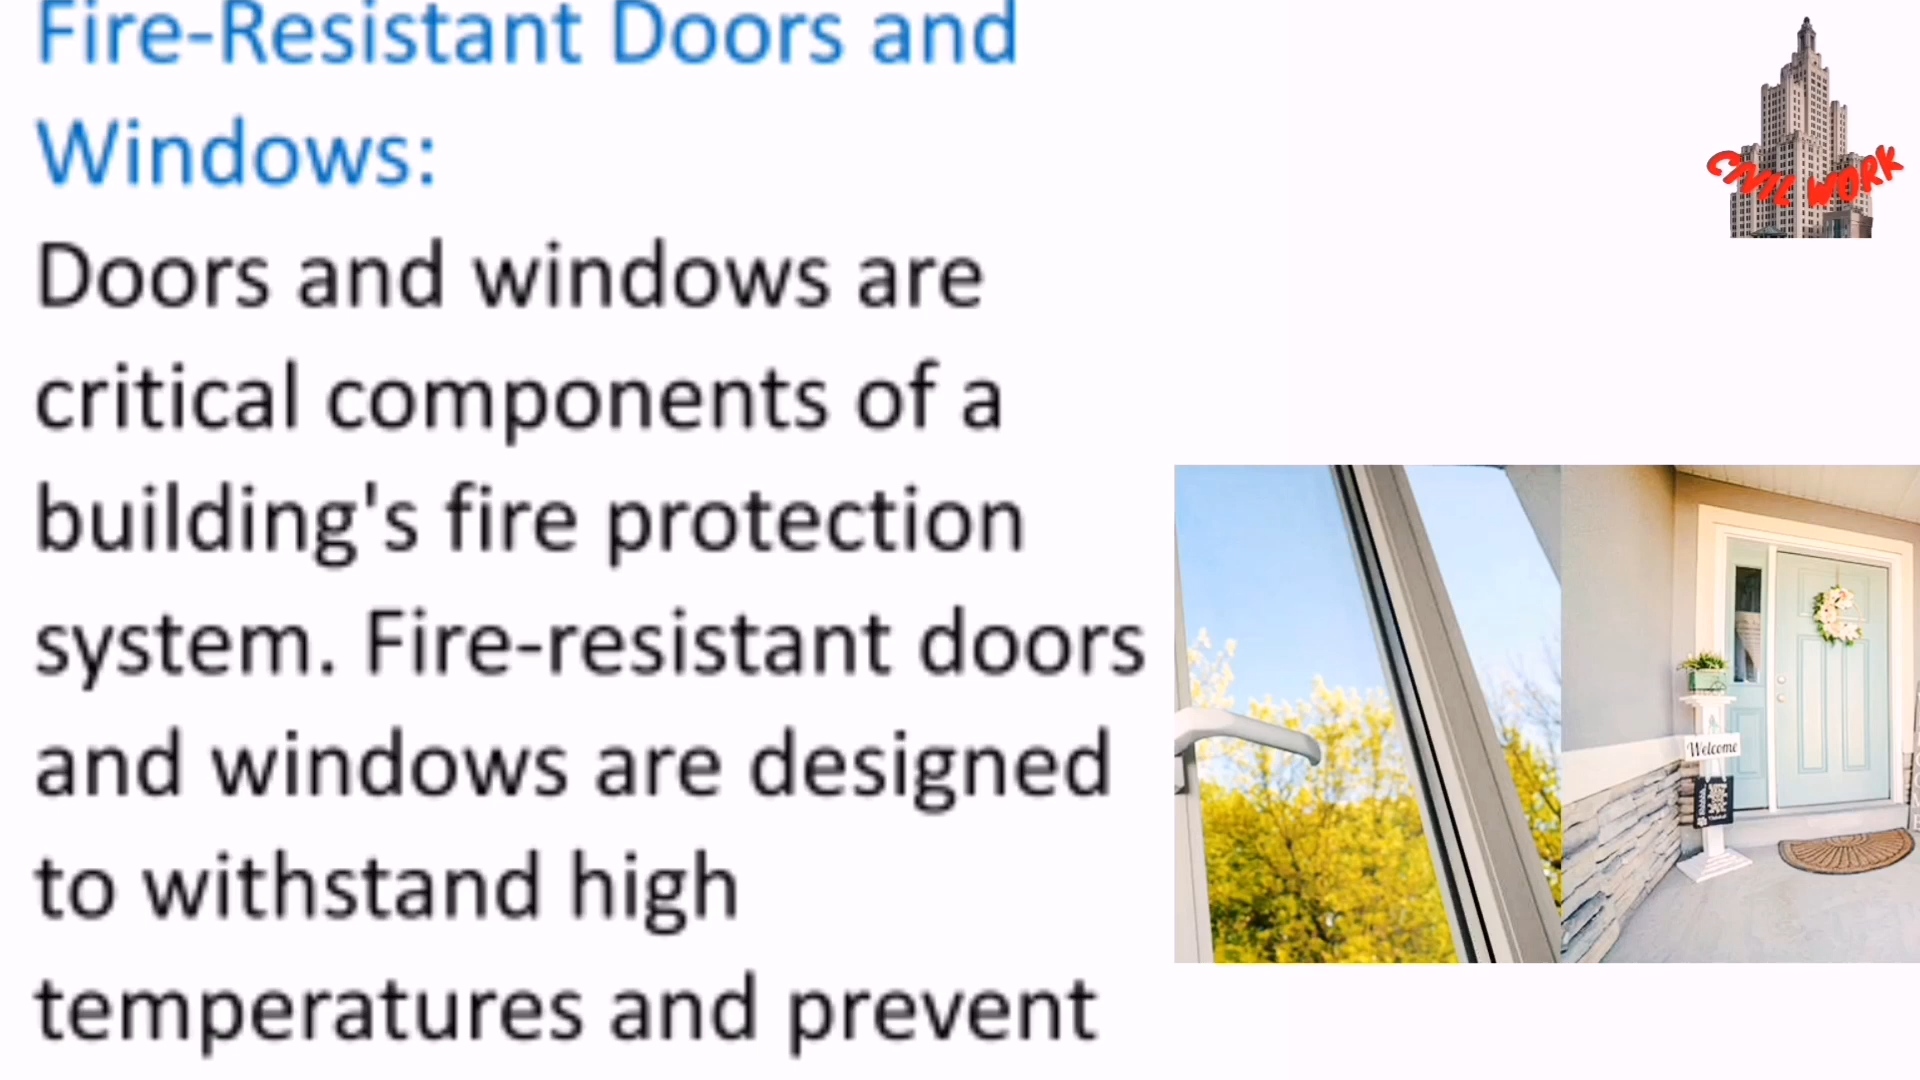 Fire-Resistant Doors and
Windows:
Doors and windows are
critical components of a
building's fire protection
system. Fire-resistant doors
and windows are designed
to withstand high
temperatures and prevent
CIVIL WORK
Welcome